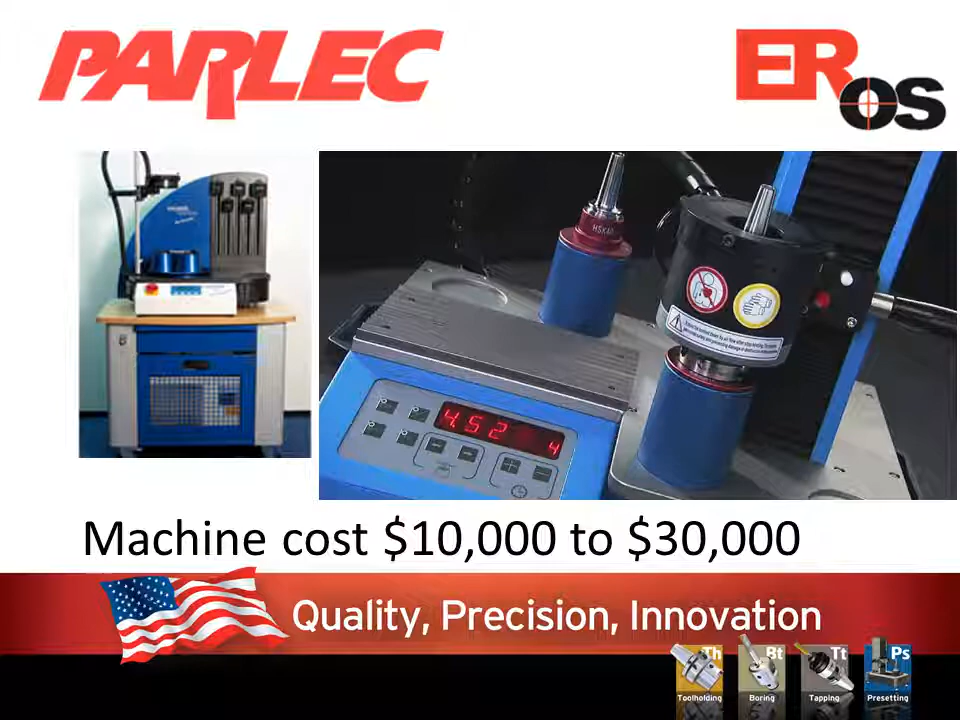 PARLEC
ER
OS
HSKA63
4.52 4
Machine cost $10,000 to $30,000
Quality, Precision, Innovation
Th
Bt
Tt
Ps
Toolholding
Boring
Tapping
Presetting